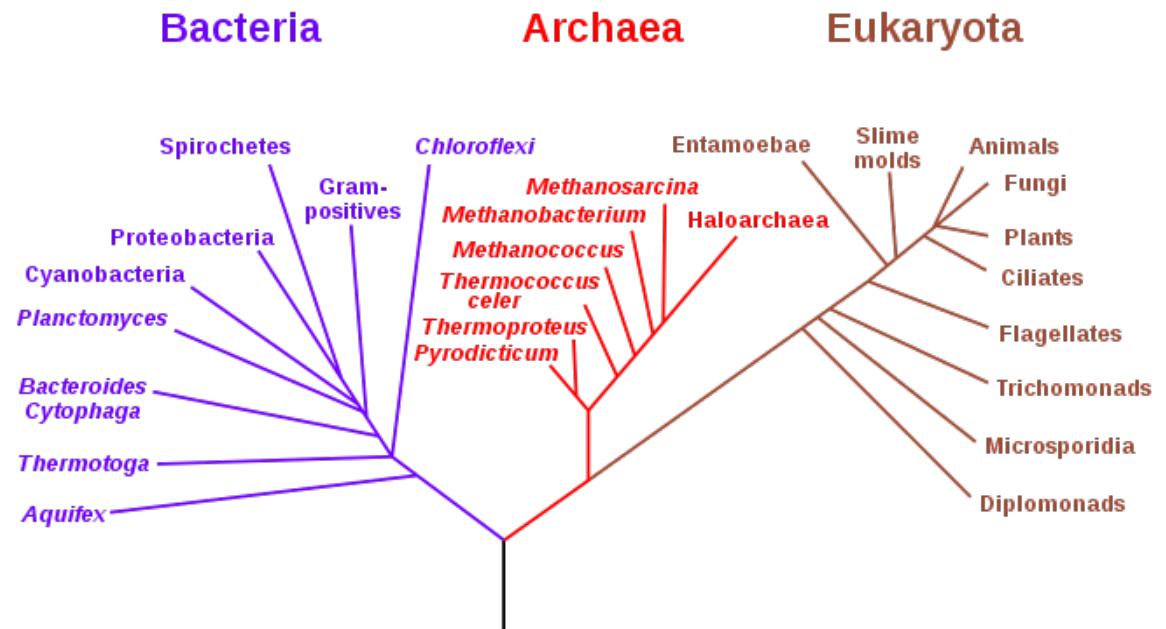 Bacteria
Archaea
Eukaryota
Spirochetes
Chloroflexi
Gram-
positives
Proteobacteria
Cyanobacteria
Planctomyces
Bacteroides
Cytophaga
Thermotoga
Aquifex
Methanosarcina
Methanobacterium
Haloarchaea
Methanococcus
Thermococcus
celer
Thermoproteus
Pyrodicticum
Entamoebae
Slime
molds
Animals
Fungi
Plants
Ciliates
Flagellates
Trichomonads
Microsporidia
Diplomonads